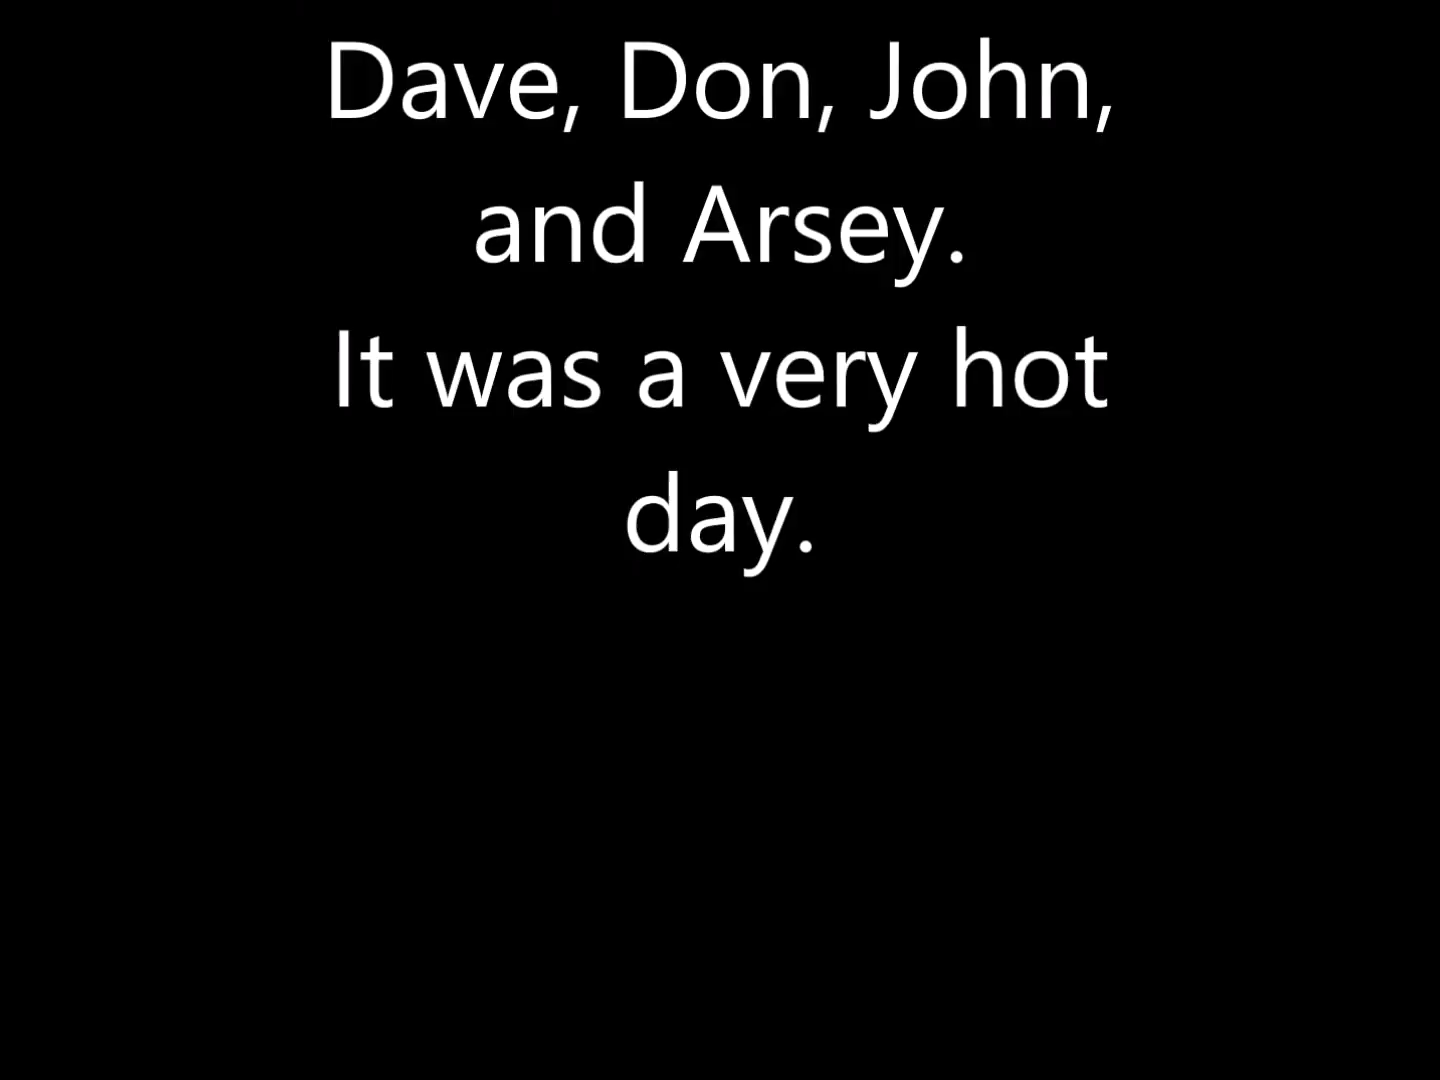 Dave, Don, John,
and Arsey.
It was a very hot
day.